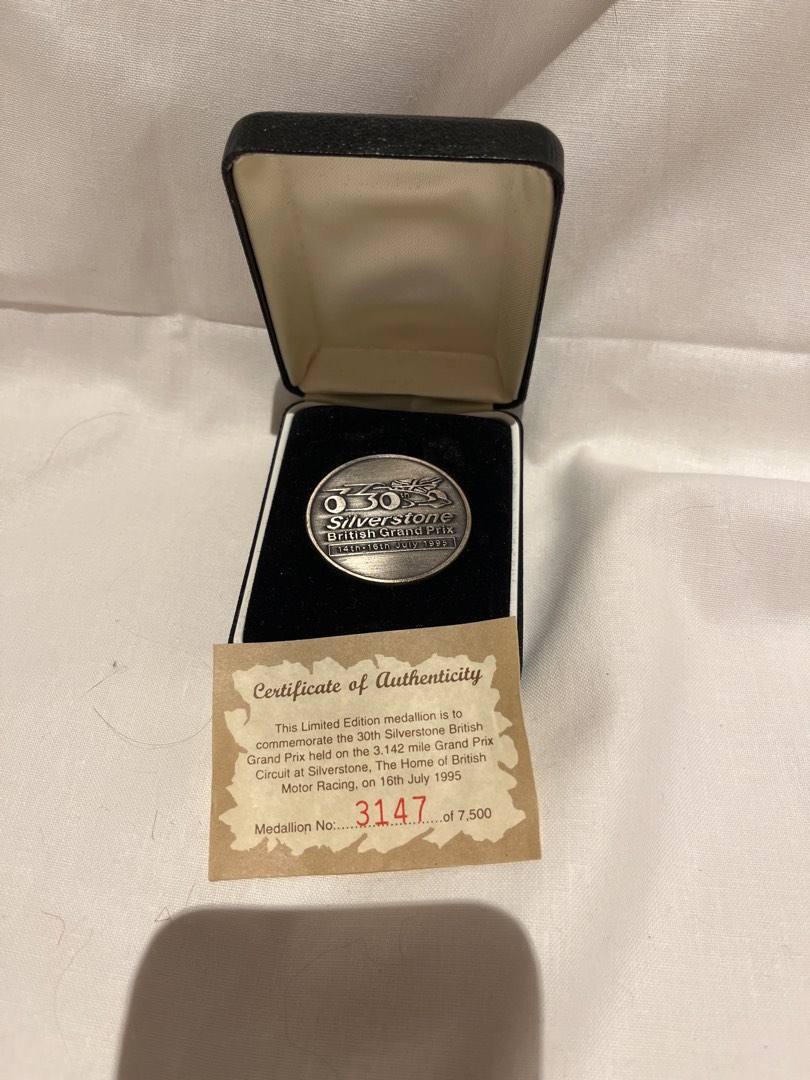 30th
Silverstone
British Grand Prix
14th-16th July 1995
Certificate of Authenticity
This Limited Edition medallion is to
commemorate the 30th Silverstone British
Grand Prix held on the 3.142 mile Grand Prix
Circuit at Silverstone, The Home of British
Motor Racing, on 16th July 1995
Medallion No:......3147......of 7,500